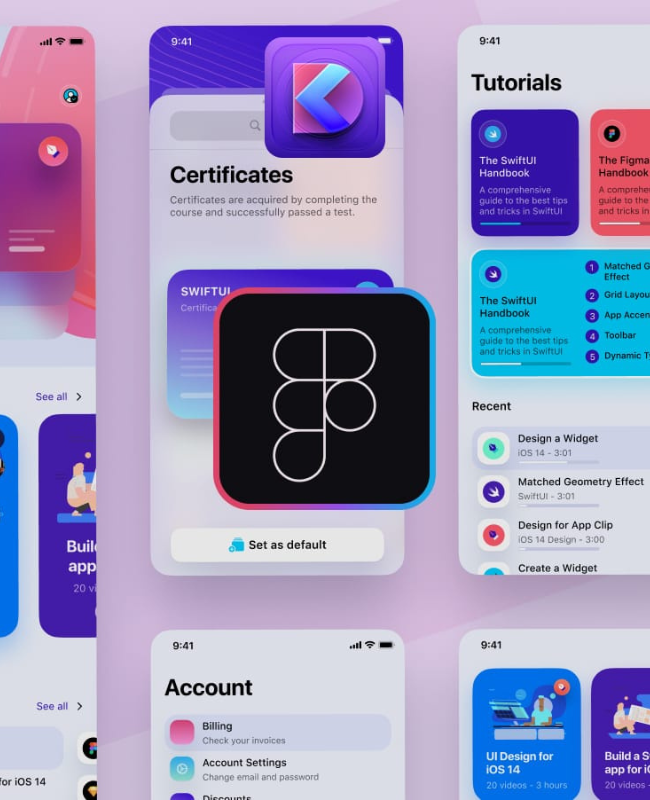 See all
Buil
app
20 vi
See all
for iOS 14
9:41
Certificates
Certificates are acquired by completing the
course and successfully passed a test.
SWIFTUI
Certifica
Set as default
9:41
Account
Billing
Check your invoices
Account Settings
Change email and password
Discounts
9:41
Tutorials
The SwiftUI
Handbook
A comprehensive
guide to the best tips
and tricks in SwiftUI
The Figma
Handbook
A comprehe
guide to the
and tricks in
The SwiftUI
Handbook
A comprehensive
guide to the best tips
and tricks in SwiftUI
1 Matched G
Effect
2 Grid Layou
3 App Accen
4 Toolbar
5 Dynamic T
Recent
Design a Widget
iOS 14 - 3:01
Matched Geometry Effect
SwiftUI - 3:01
Design for App Clip
iOS 14 Design - 3:00
Create a Widget
9:41
UI Design for
iOS 14
20 videos - 3 hours
Build a S
app for iO
20 videos -